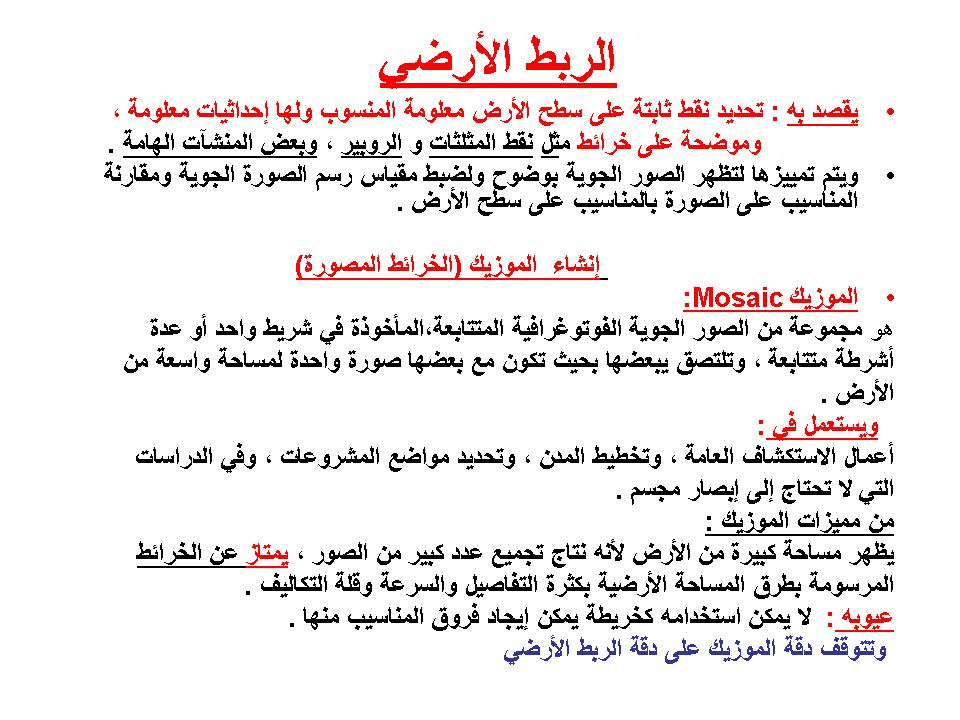 الربط الأرضي
• يقصد به : تحديد نقط ثابتة على سطح الأرض معلومة المنسوب ولها إحداثيات معلومة ،
وموضحة على خرائط مثل نقط المثلثات و الروبير ، وبعض المنشآت الهامة .
• ويتم تمييزها لتظهر الصور الجوية بوضوح ولضبط مقياس رسم الصورة الجوية ومقارنة
المناسيب على الصورة بالمناسيب على سطح الأرض .
إنشاء الموزيك (الخرائط المصورة)
• الموزيك Mosaic:
هو مجموعة من الصور الجوية الفوتوغرافية المتتابعة،المأخوذة في شريط واحد أو عدة
أشرطة متتابعة ، وتلتصق يبعضها بحيث تكون مع بعضها صورة واحدة لمساحة واسعة من
الأرض .
ويستعمل في :
أعمال الاستكشاف العامة ، وتخطيط المدن ، وتحديد مواضع المشروعات ، وفي الدراسات
التي لا تحتاج إلى إبصار مجسم .
من مميزات الموزيك :
يظهر مساحة كبيرة من الأرض لأنه نتاج تجميع عدد كبير من الصور ، يمتاز عن الخرائط
المرسومة بطرق المساحة الأرضية بكثرة التفاصيل والسرعة وقلة التكاليف .
عيوبه : لا يمكن استخدامه كخريطة يمكن إيجاد فروق المناسيب منها .
وتتوقف دقة الموزيك على دقة الربط الأرضي